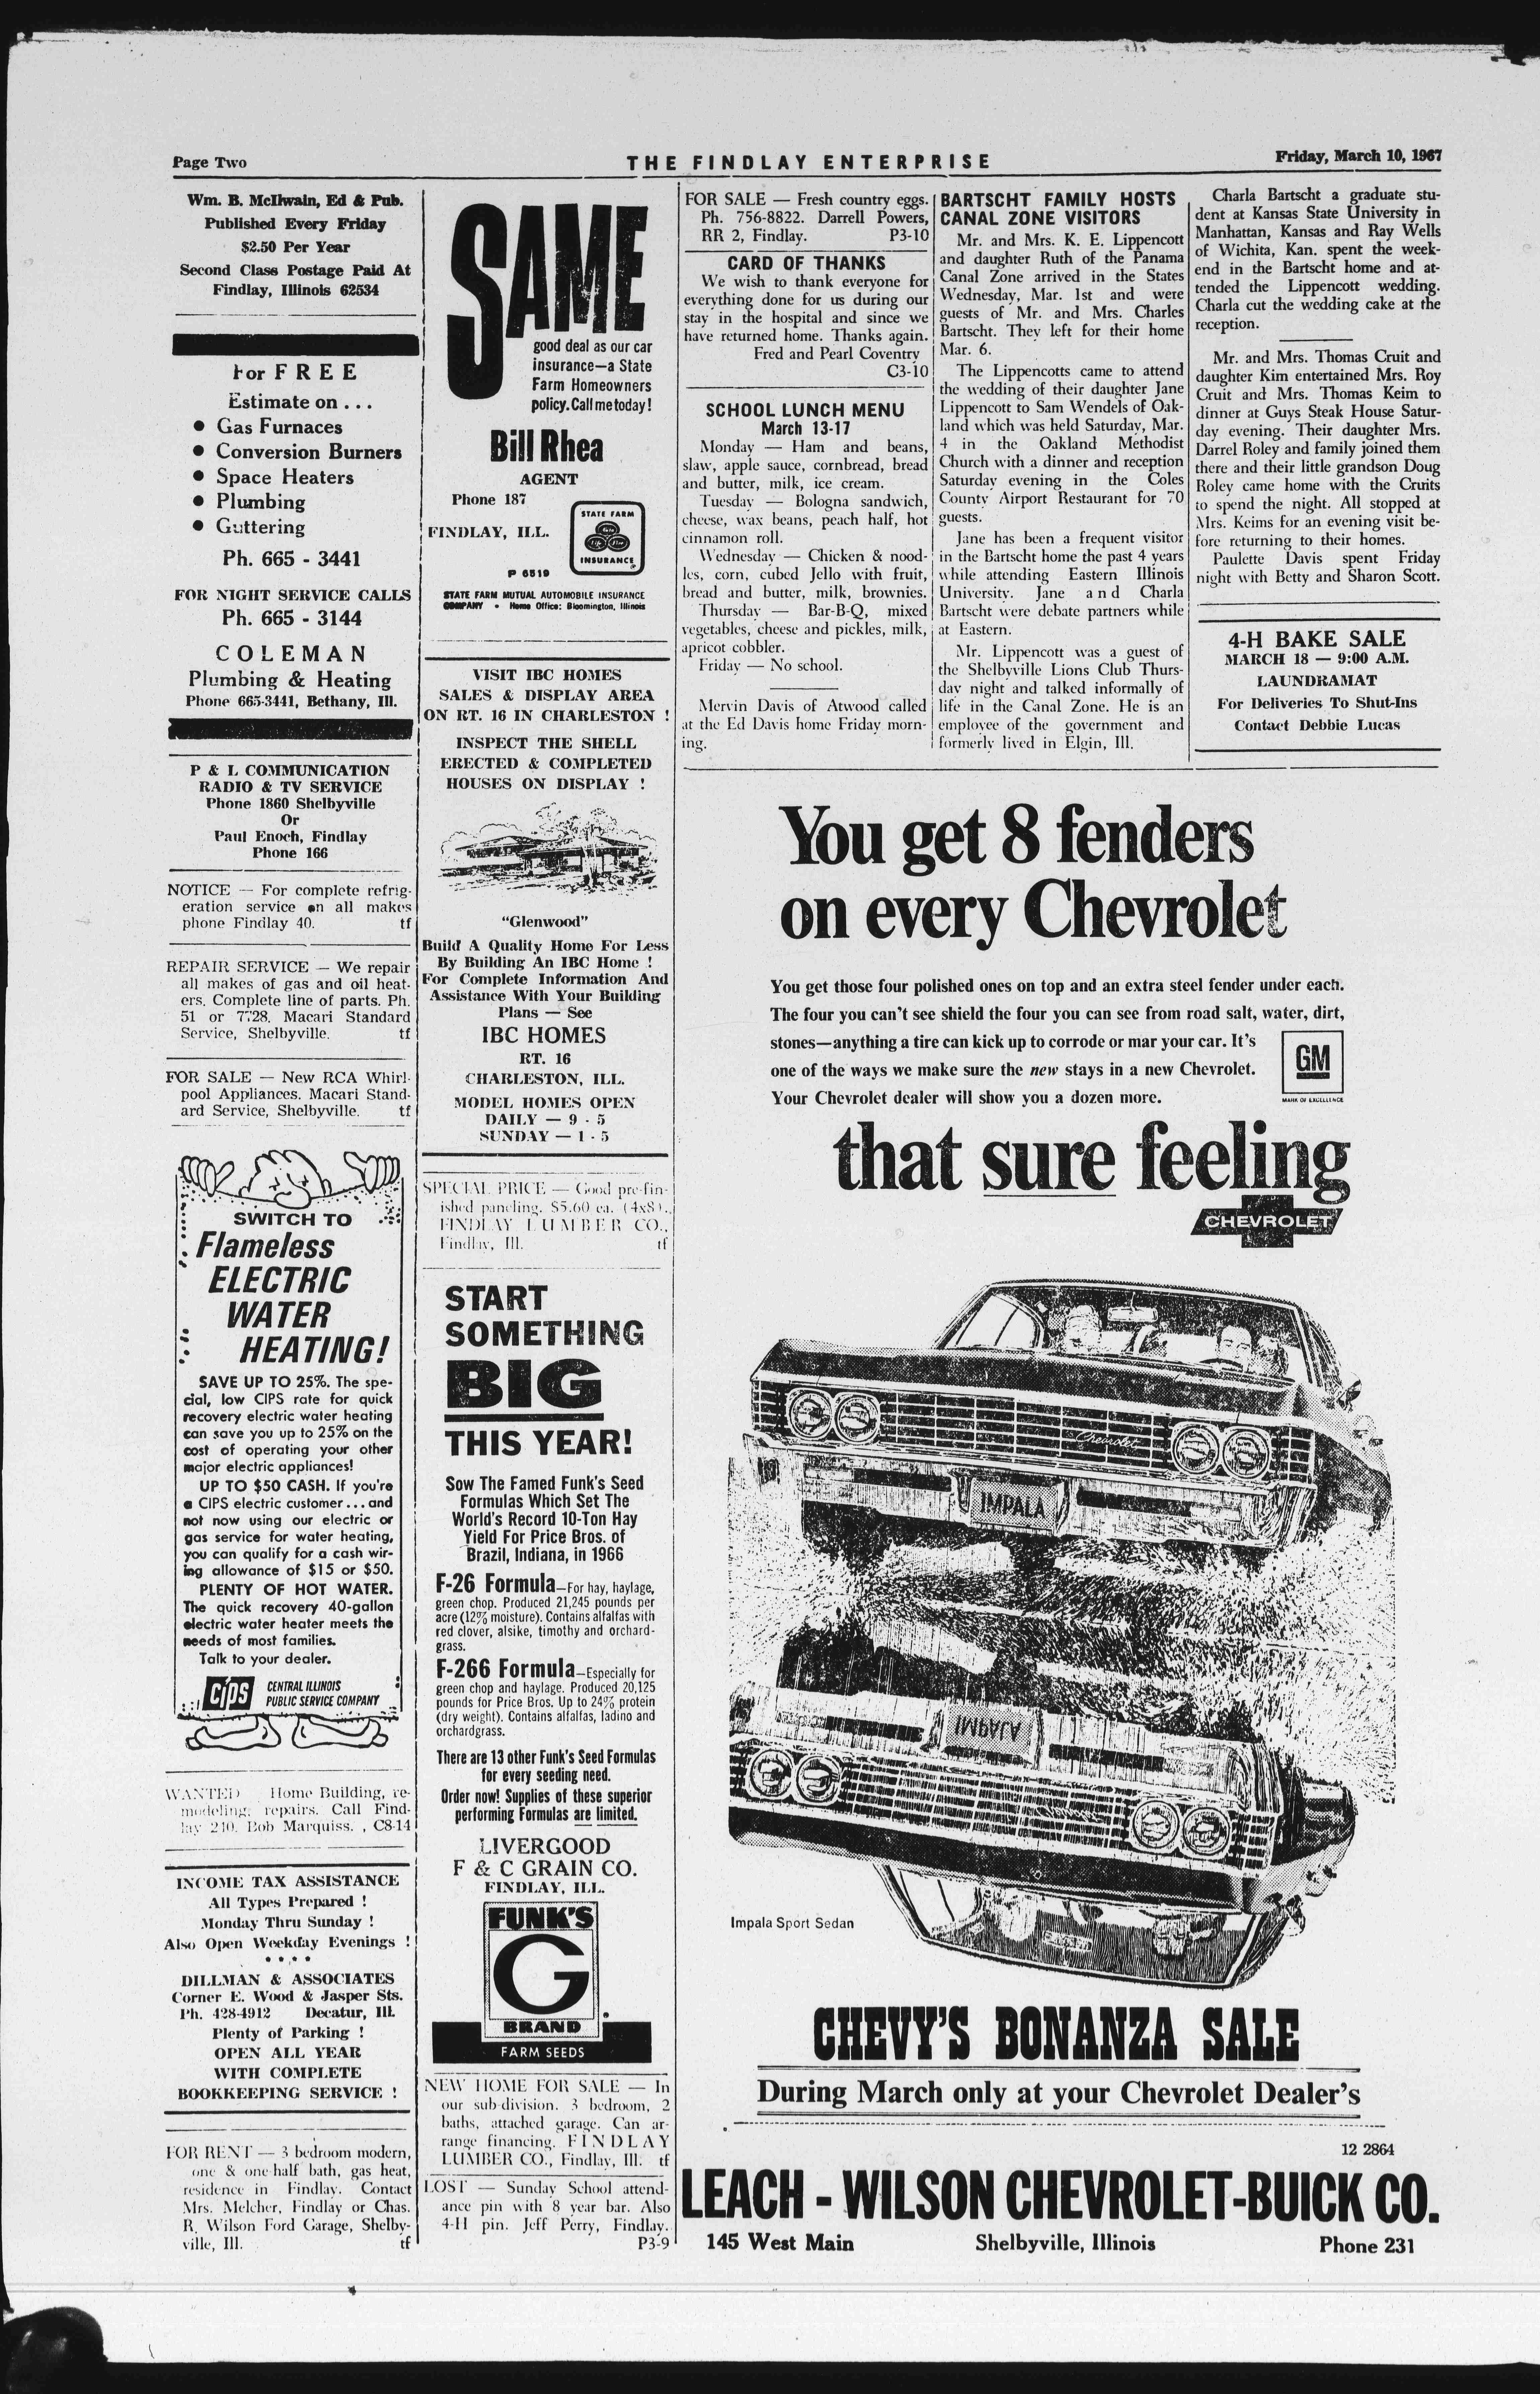 Page Two
THE FINDLAY ENTERPRISE
Friday, March 10, 1967
Wm. B. McIlwain, Ed & Pub.
Published Every Friday
$2.50 Per Year
Second Class Postage Paid At
Findlay, Illinois 62534
For FREE
Estimate on . . .
● Gas Furnaces
● Conversion Burners
● Space Heaters
● Plumbing
● Guttering
Ph. 665 - 3441
FOR NIGHT SERVICE CALLS
Ph. 665 - 3144
COLEMAN
Plumbing & Heating
Phone 665-3441, Bethany, Ill.
P & L COMMUNICATION
RADIO & TV SERVICE
Phone 1860 Shelbyville
Or
Paul Enoch, Findlay
Phone 166
NOTICE — For complete refrig-
eration service on all makes
phone Findlay 40. tf
REPAIR SERVICE — We repair
all makes of gas and oil heat-
ers. Complete line of parts. Ph.
51 or 7728. Macari Standard
Service, Shelbyville. tf
FOR SALE — New RCA Whirl-
pool Appliances. Macari Stand-
ard Service, Shelbyville. tf
SWITCH TO
Flameless
ELECTRIC
WATER
HEATING!
SAVE UP TO 25%. The spe-
cial, low CIPS rate for quick
recovery electric water heating
can save you up to 25% on the
cost of operating your other
major electric appliances!
UP TO $50 CASH. If you're
a CIPS electric customer...and
not now using our electric or
gas service for water heating,
you can qualify for a cash wir-
ing allowance of $15 or $50.
PLENTY OF HOT WATER.
The quick recovery 40-gallon
electric water heater meets the
needs of most families.
Talk to your dealer.
cips
CENTRAL ILLINOIS
PUBLIC SERVICE COMPANY
WANTED Home Building, re-
modeling; repairs. Call Find-
lay 240. Bob Marquiss. , C8-14
INCOME TAX ASSISTANCE
All Types Prepared !
Monday Thru Sunday !
Also Open Weekday Evenings !
* * * *
DILLMAN & ASSOCIATES
Corner E. Wood & Jasper Sts.
Ph. 428-4912 Decatur, Ill.
Plenty of Parking !
OPEN ALL YEAR
WITH COMPLETE
BOOKKEEPING SERVICE !
FOR RENT — 3 bedroom modern,
one & one-half bath, gas heat,
residence in Findlay. Contact
Mrs. Melcher, Findlay or Chas.
R. Wilson Ford Garage, Shelby-
ville, Ill. tf
SAME
good deal as our car
insurance—a State
Farm Homeowners
policy. Call me today!
Bill Rhea
AGENT
Phone 187
FINDLAY, ILL.
STATE FARM
INSURANCE
P 6519
STATE FARM MUTUAL AUTOMOBILE INSURANCE
COMPANY • Home Office: Bloomington, Illinois
VISIT IBC HOMES
SALES & DISPLAY AREA
ON RT. 16 IN CHARLESTON !
INSPECT THE SHELL
ERECTED & COMPLETED
HOUSES ON DISPLAY !
"Glenwood"
Build A Quality Home For Less
By Building An IBC Home !
For Complete Information And
Assistance With Your Building
Plans — See
IBC HOMES
RT. 16
CHARLESTON, ILL.
MODEL HOMES OPEN
DAILY — 9 - 5
SUNDAY — 1 - 5
SPECIAL PRICE — Good pre-fin-
ished paneling. $5.60 ea. (4x8).
FINDLAY LUMBER CO.,
Findlay, Ill. tf
START
SOMETHING
BIG
THIS YEAR!
Sow The Famed Funk's Seed
Formulas Which Set The
World's Record 10-Ton Hay
Yield For Price Bros. of
Brazil, Indiana, in 1966
F-26 Formula—For hay, haylage,
green chop. Produced 21,245 pounds per
acre (12% moisture). Contains alfalfas with
red clover, alsike, timothy and orchard-
grass.
F-266 Formula—Especially for
green chop and haylage. Produced 20,125
pounds for Price Bros. Up to 24% protein
(dry weight). Contains alfalfas, ladino and
orchardgrass.
There are 13 other Funk's Seed Formulas
for every seeding need.
Order now! Supplies of these superior
performing Formulas are limited.
LIVERGOOD
F & C GRAIN CO.
FINDLAY, ILL.
FUNK'S
G
BRAND
FARM SEEDS
NEW HOME FOR SALE — In
our sub-division. 3 bedroom, 2
baths, attached garage. Can ar-
range financing. FINDLAY
LUMBER CO., Findlay, Ill. tf
LOST — Sunday School attend-
ance pin with 8 year bar. Also
4-H pin. Jeff Perry, Findlay.
P3-9
FOR SALE — Fresh country eggs.
Ph. 756-8822. Darrell Powers,
RR 2, Findlay. P3-10
CARD OF THANKS
We wish to thank everyone for
everything done for us during our
stay in the hospital and since we
have returned home. Thanks again.
Fred and Pearl Coventry
C3-10
SCHOOL LUNCH MENU
March 13-17
Monday — Ham and beans,
slaw, apple sauce, cornbread, bread
and butter, milk, ice cream.
Tuesday — Bologna sandwich,
cheese, wax beans, peach half, hot
cinnamon roll.
Wednesday — Chicken & nood-
les, corn, cubed Jello with fruit,
bread and butter, milk, brownies.
Thursday — Bar-B-Q, mixed
vegetables, cheese and pickles, milk,
apricot cobbler.
Friday — No school.
Mervin Davis of Atwood called
at the Ed Davis home Friday morn-
ing.
BARTSCHT FAMILY HOSTS
CANAL ZONE VISITORS
Mr. and Mrs. K. E. Lippencott
and daughter Ruth of the Panama
Canal Zone arrived in the States
Wednesday, Mar. 1st and were
guests of Mr. and Mrs. Charles
Bartscht. They left for their home
Mar. 6.
The Lippencotts came to attend
the wedding of their daughter Jane
Lippencott to Sam Wendels of Oak-
land which was held Saturday, Mar.
4 in the Oakland Methodist
Church with a dinner and reception
Saturday evening in the Coles
County Airport Restaurant for 70
guests.
Jane has been a frequent visitor
in the Bartscht home the past 4 years
while attending Eastern Illinois
University. Jane and Charla
Bartscht were debate partners while
at Eastern.
Mr. Lippencott was a guest of
the Shelbyville Lions Club Thurs-
day night and talked informally of
life in the Canal Zone. He is an
employee of the government and
formerly lived in Elgin, Ill.
Charla Bartscht a graduate stu-
dent at Kansas State University in
Manhattan, Kansas and Ray Wells
of Wichita, Kan. spent the week-
end in the Bartscht home and at-
tended the Lippencott wedding.
Charla cut the wedding cake at the
reception.
Mr. and Mrs. Thomas Cruit and
daughter Kim entertained Mrs. Roy
Cruit and Mrs. Thomas Keim to
dinner at Guys Steak House Satur-
day evening. Their daughter Mrs.
Darrel Roley and family joined them
there and their little grandson Doug
Roley came home with the Cruits
to spend the night. All stopped at
Mrs. Keims for an evening visit be-
fore returning to their homes.
Paulette Davis spent Friday
night with Betty and Sharon Scott.
4-H BAKE SALE
MARCH 18 — 9:00 A.M.
LAUNDRAMAT
For Deliveries To Shut-Ins
Contact Debbie Lucas
You get 8 fenders
on every Chevrolet
You get those four polished ones on top and an extra steel fender under each.
The four you can't see shield the four you can see from road salt, water, dirt,
stones—anything a tire can kick up to corrode or mar your car. It's
one of the ways we make sure the new stays in a new Chevrolet.
Your Chevrolet dealer will show you a dozen more.
GM
MARK OF EXCELLENCE
that sure feeling
CHEVROLET
Chevrolet
IMPALA
IMPALA
Impala Sport Sedan
CHEVY'S BONANZA SALE
During March only at your Chevrolet Dealer's
12 2864
LEACH - WILSON CHEVROLET-BUICK CO.
145 West Main Shelbyville, Illinois Phone 231